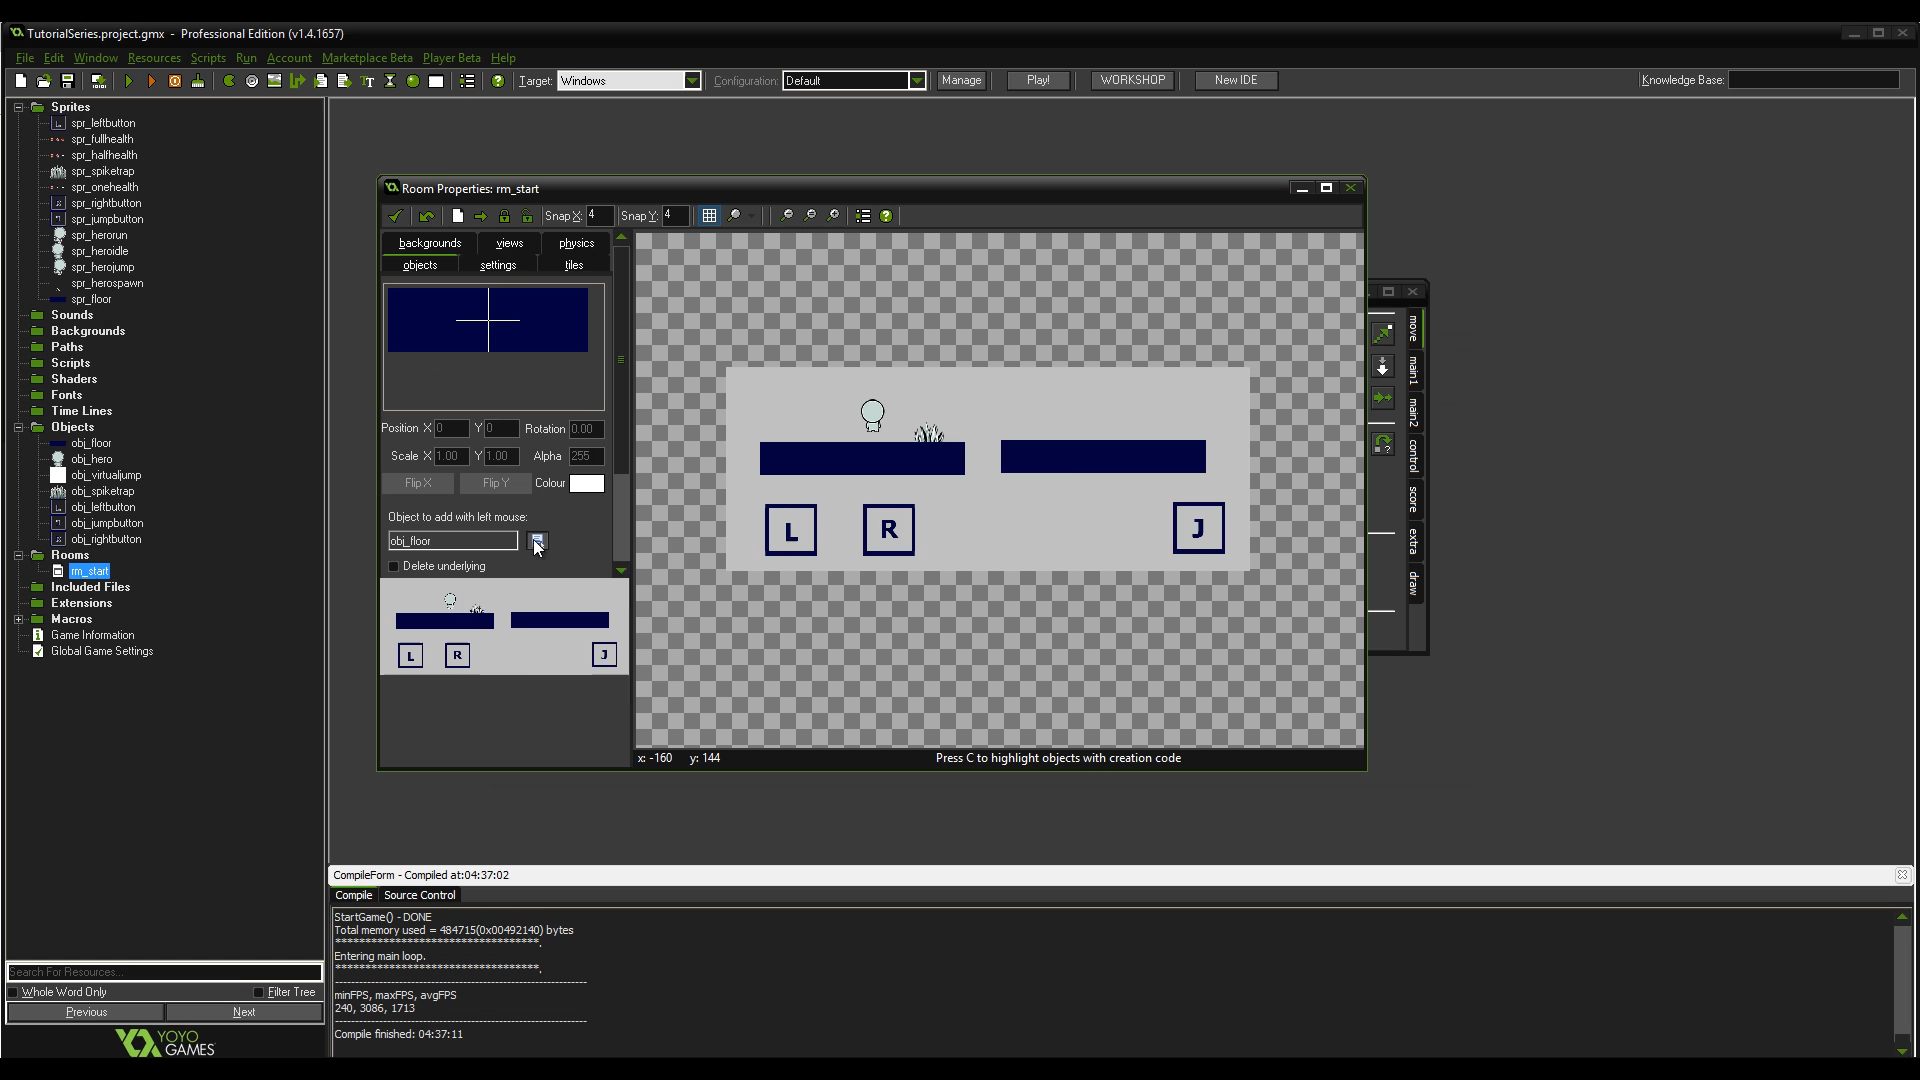 TutorialSeries.project.gmx - Professional Edition (v1.4.1657)
File Edit Window Resources Scripts Run Account Marketplace Beta Player Beta Help
Target: Windows Configuration: Default Manage Play! WORKSHOP New IDE Knowledge Base:
Sprites
spr_leftbutton
spr_fullhealth
spr_halfhealth
spr_spiketrap
spr_onehealth
spr_rightbutton
spr_jumpbutton
spr_herorun
spr_heroidle
spr_herojump
spr_herospawn
spr_floor
Sounds
Backgrounds
Paths
Scripts
Shaders
Fonts
Time Lines
Objects
obj_floor
obj_hero
obj_virtualjump
obj_spiketrap
obj_leftbutton
obj_jumpbutton
obj_rightbutton
Rooms
rm_start
Included Files
Extensions
Macros
Game Information
Global Game Settings
Search For Resources...
Whole Word Only Filter Tree
Previous Next
YOYO
GAMES
Room Properties: rm_start
Snap X: 4 Snap Y: 4
backgrounds views physics
objects settings tiles
Position X 0 Y 0 Rotation 0.00
Scale X 1.00 Y 1.00 Alpha 255
Flip X Flip Y Colour
Object to add with left mouse:
obj_floor
Delete underlying
L R J
L R J
x: -160 y: 144 Press C to highlight objects with creation code
move
main1
main2
control
score
extra
draw
CompileForm - Compiled at:04:37:02
Compile Source Control
StartGame() - DONE
Total memory used = 484715(0x00492140) bytes
**********************************.
Entering main loop.
**********************************.
minFPS, maxFPS, avgFPS
240, 3086, 1713
Compile finished: 04:37:11